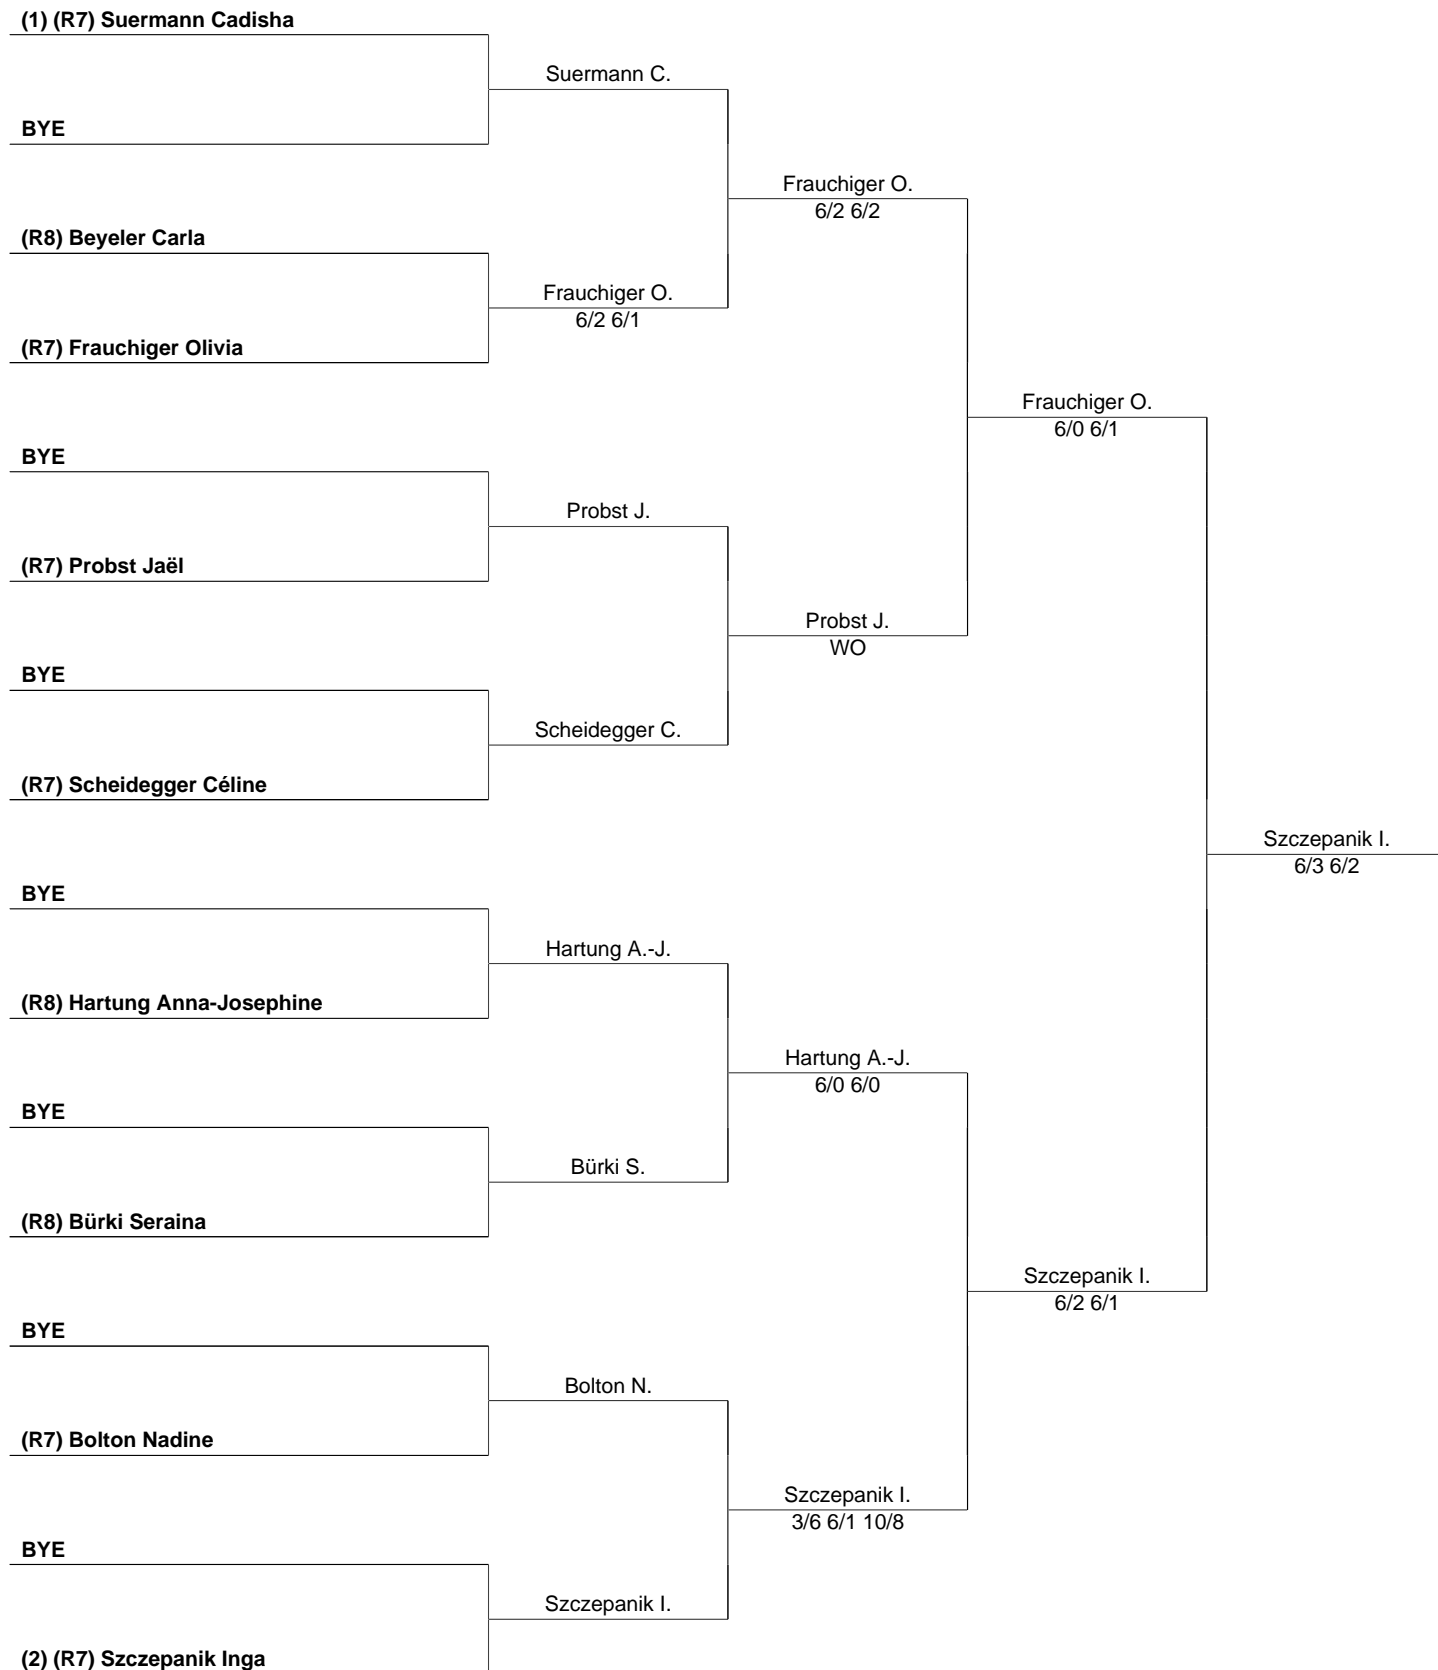 (1) (R7) Suermann Cadisha
Suermann C.
BYE
Frauchiger O.
6/2 6/2
(R8) Beyeler Carla
Frauchiger O.
6/2 6/1
(R7) Frauchiger Olivia
Frauchiger O.
6/0 6/1
BYE
Probst J.
(R7) Probst Jaël
Probst J.
WO
BYE
Scheidegger C.
(R7) Scheidegger Céline
Szczepanik I.
6/3 6/2
BYE
Hartung A.-J.
(R8) Hartung Anna-Josephine
Hartung A.-J.
6/0 6/0
BYE
Bürki S.
(R8) Bürki Seraina
Szczepanik I.
6/2 6/1
BYE
Bolton N.
(R7) Bolton Nadine
Szczepanik I.
3/6 6/1 10/8
BYE
Szczepanik I.
(2) (R7) Szczepanik Inga